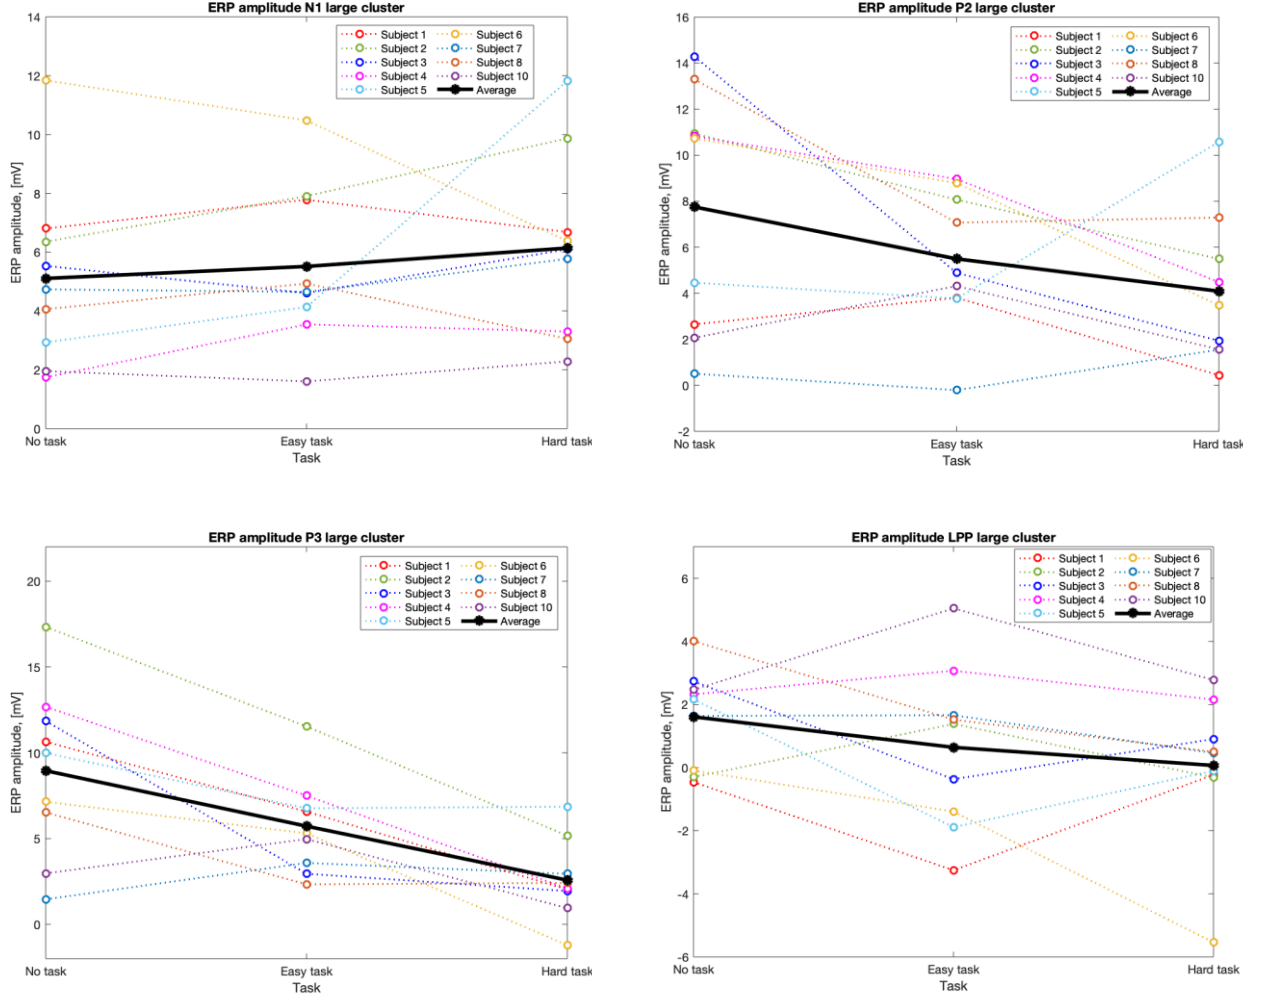 ERP amplitude N1 large cluster
14
12
10
8
6
4
2
0
ERP amplitude, [mV]
No task
Easy task
Hard task
Task
Subject 1
Subject 2
Subject 3
Subject 4
Subject 5
Subject 6
Subject 7
Subject 8
Subject 10
Average
ERP amplitude P2 large cluster
16
14
12
10
8
6
4
2
0
-2
ERP amplitude, [mV]
No task
Easy task
Hard task
Task
Subject 1
Subject 2
Subject 3
Subject 4
Subject 5
Subject 6
Subject 7
Subject 8
Subject 10
Average
ERP amplitude P3 large cluster
20
15
10
5
0
ERP amplitude, [mV]
No task
Easy task
Hard task
Task
Subject 1
Subject 2
Subject 3
Subject 4
Subject 5
Subject 6
Subject 7
Subject 8
Subject 10
Average
ERP amplitude LPP large cluster
6
4
2
0
-2
-4
-6
ERP amplitude, [mV]
No task
Easy task
Hard task
Task
Subject 1
Subject 2
Subject 3
Subject 4
Subject 5
Subject 6
Subject 7
Subject 8
Subject 10
Average